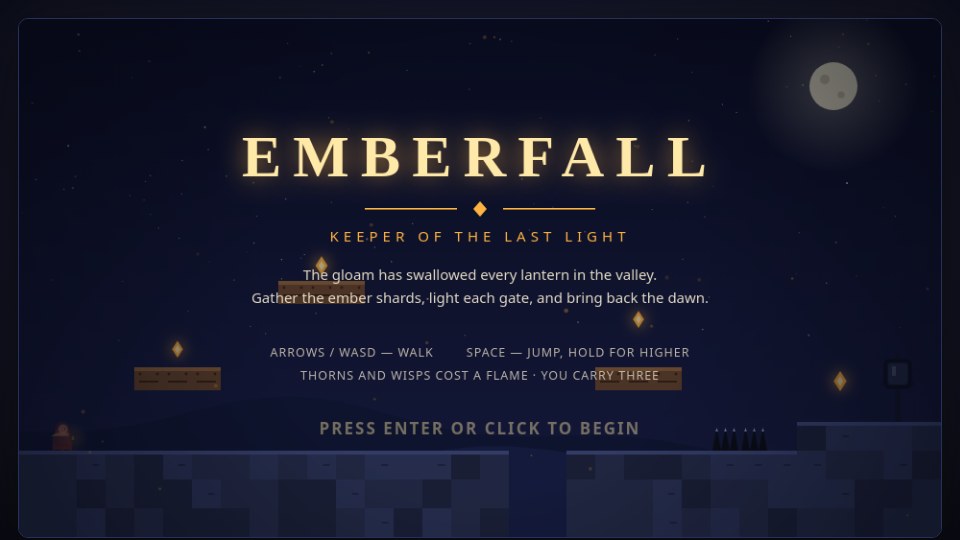 EMBERFALL
KEEPER OF THE LAST LIGHT
The gloam has swallowed every lantern in the valley.
Gather the ember shards, light each gate, and bring back the dawn.
ARROWS / WASD — WALK SPACE — JUMP, HOLD FOR HIGHER
THORNS AND WISPS COST A FLAME · YOU CARRY THREE
PRESS ENTER OR CLICK TO BEGIN